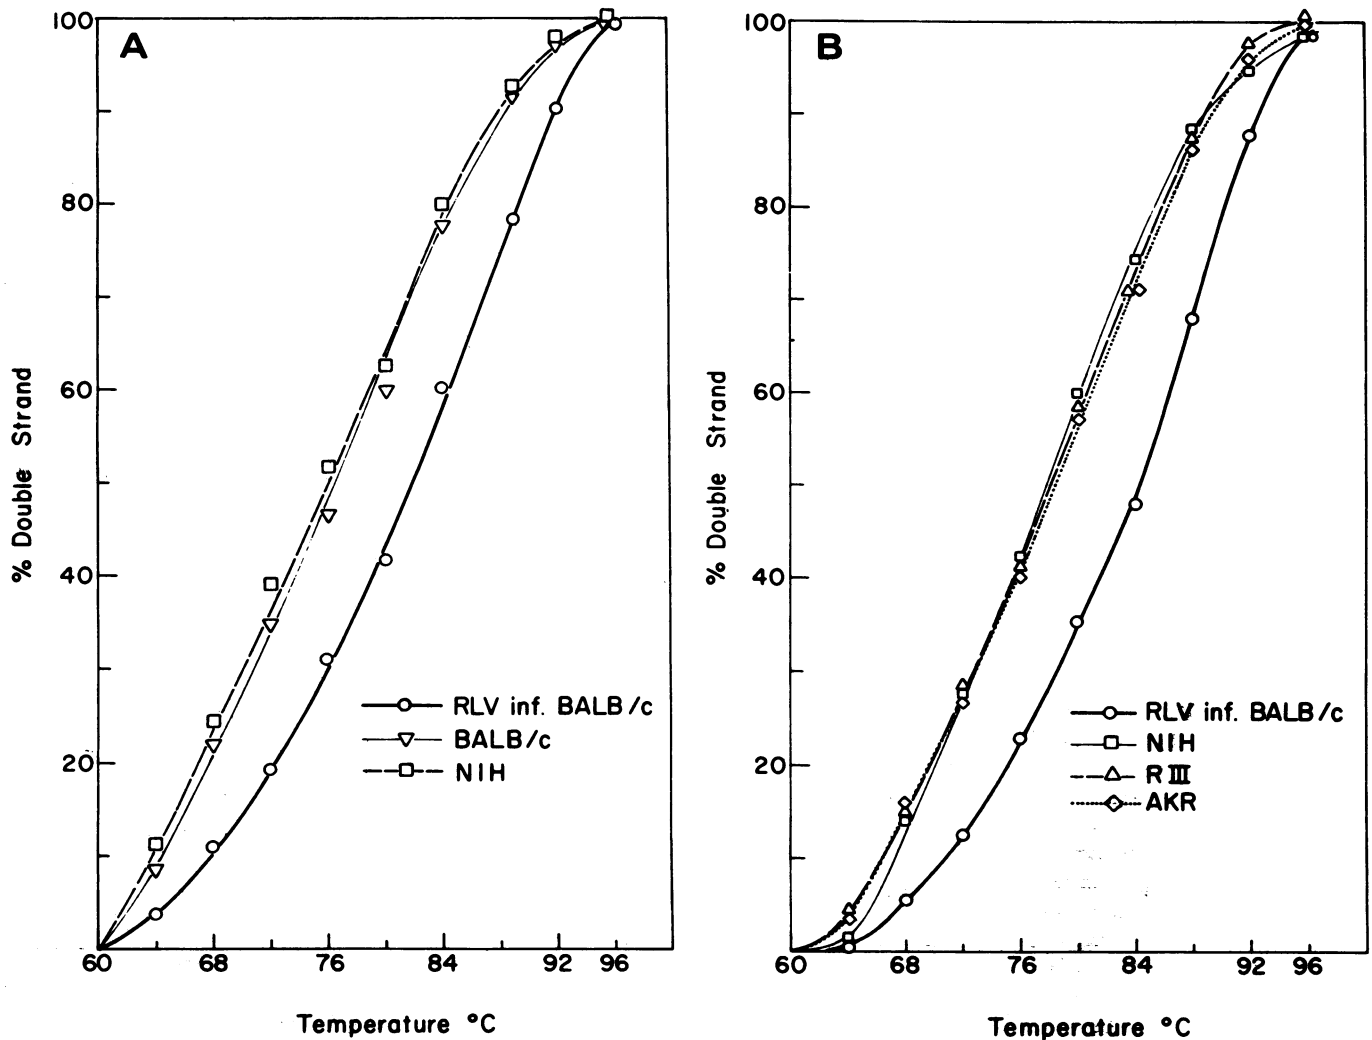 A
100
80
60
40
20
% Double Strand
RLV inf. BALB/c
BALB/c
NIH
60 68 76 84 92 96
Temperature °C
B
100
80
60
40
20
% Double Strand
RLV inf. BALB/c
NIH
R III
AKR
60 68 76 84 92 96
Temperature °C